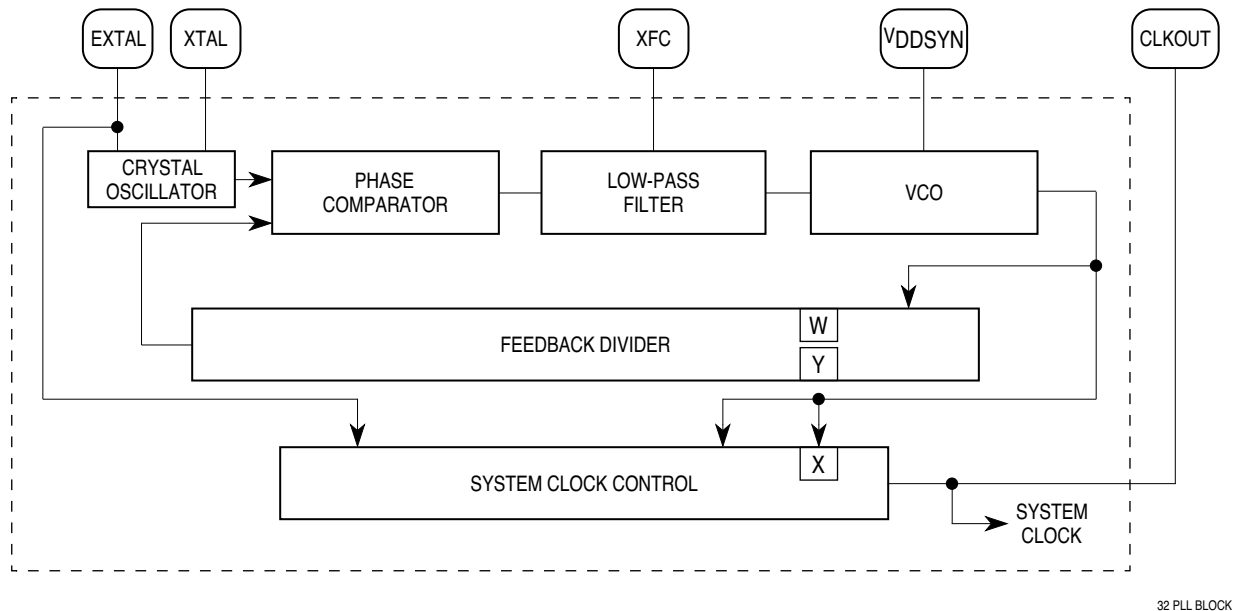 EXTAL
XTAL
XFC
VDDSYN
CLKOUT
CRYSTAL
OSCILLATOR
PHASE
COMPARATOR
LOW-PASS
FILTER
VCO
FEEDBACK DIVIDER
W
Y
SYSTEM CLOCK CONTROL
X
SYSTEM
CLOCK
32 PLL BLOCK